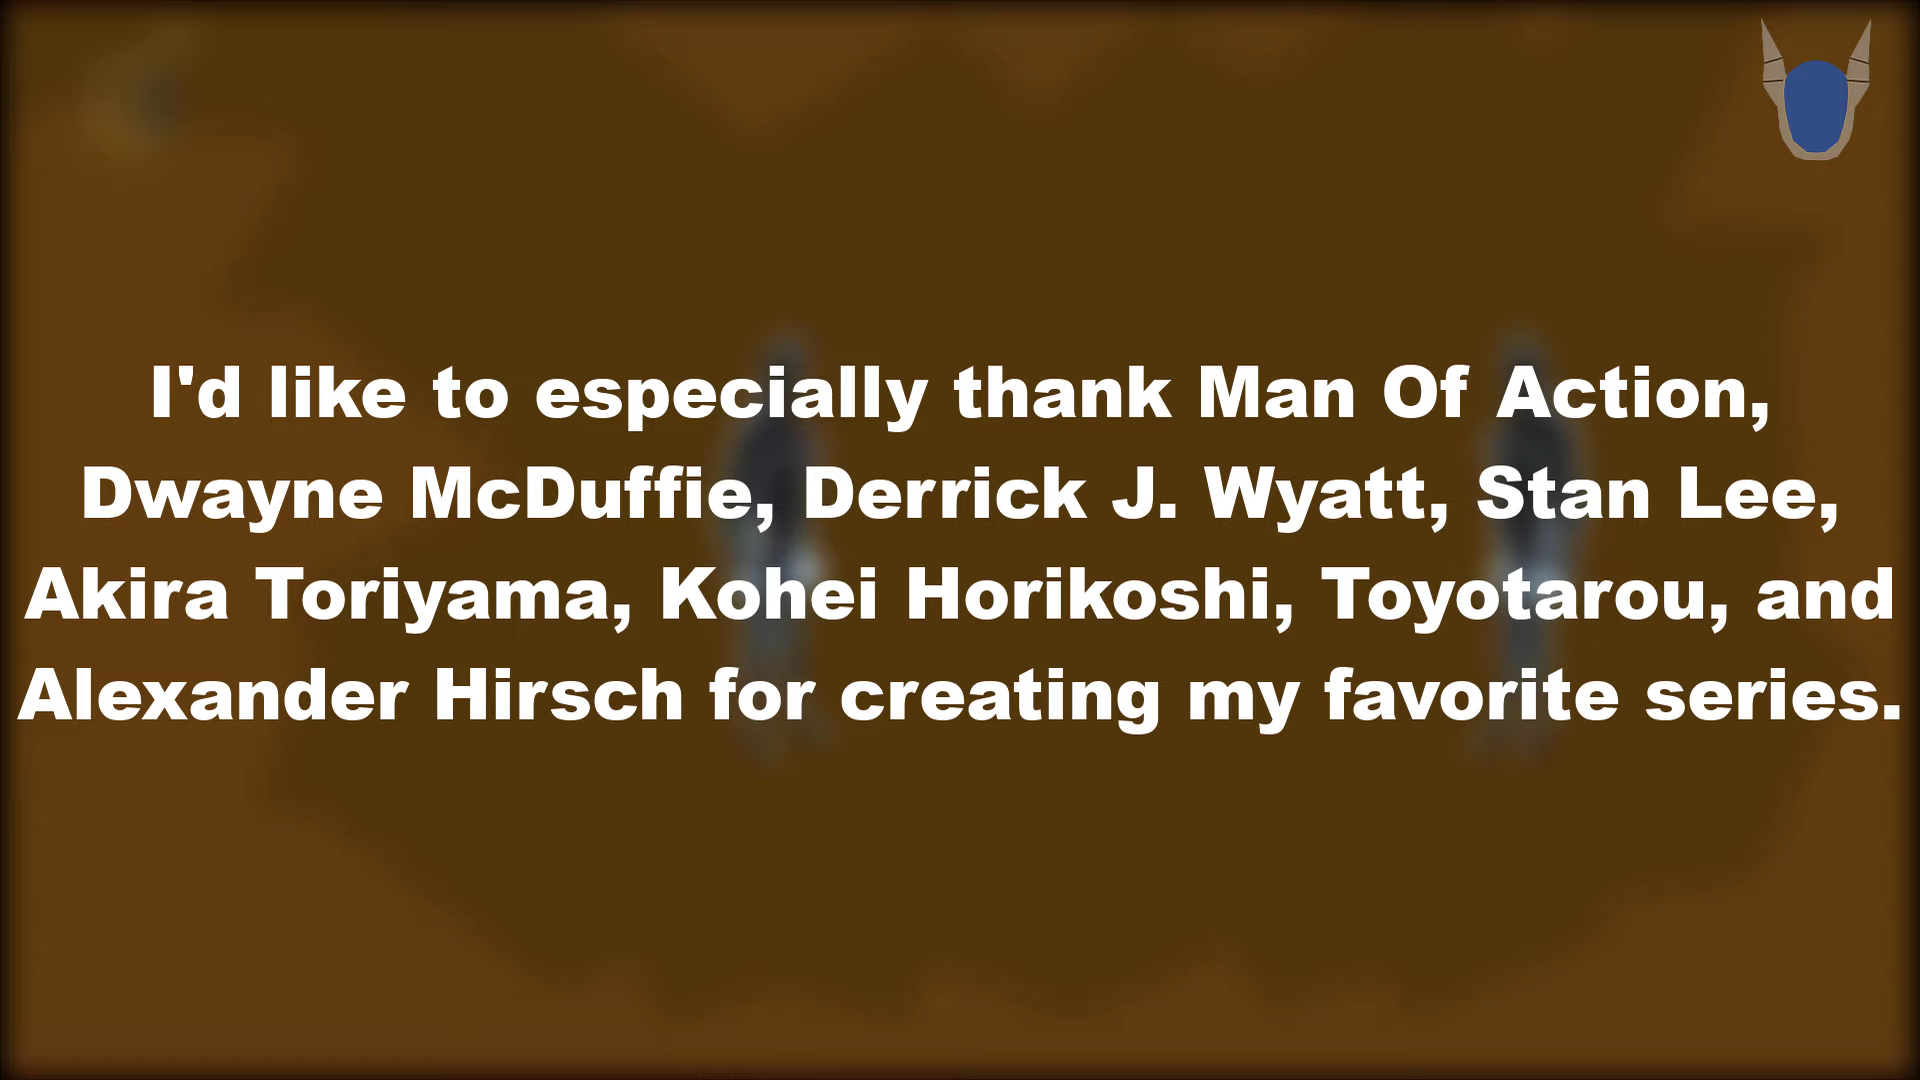 I'd like to especially thank Man Of Action,
Dwayne McDuffie, Derrick J. Wyatt, Stan Lee,
Akira Toriyama, Kohei Horikoshi, Toyotarou, and
Alexander Hirsch for creating my favorite series.